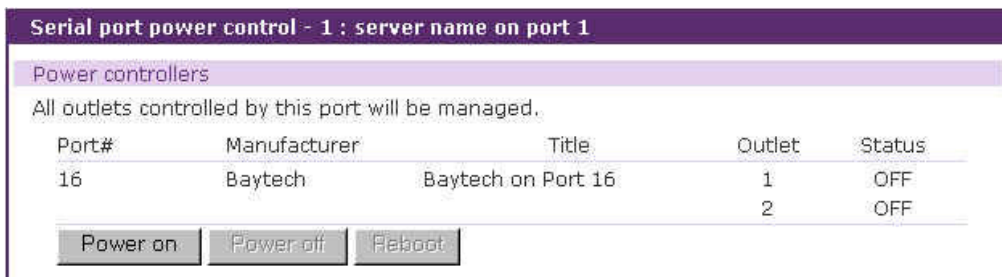 Serial port power control - 1 : server name on port 1
Power controllers
All outlets controlled by this port will be managed.
Port# Manufacturer Title Outlet Status
16 Baytech Baytech on Port 16 1 OFF
2 OFF
Power on Power off Reboot